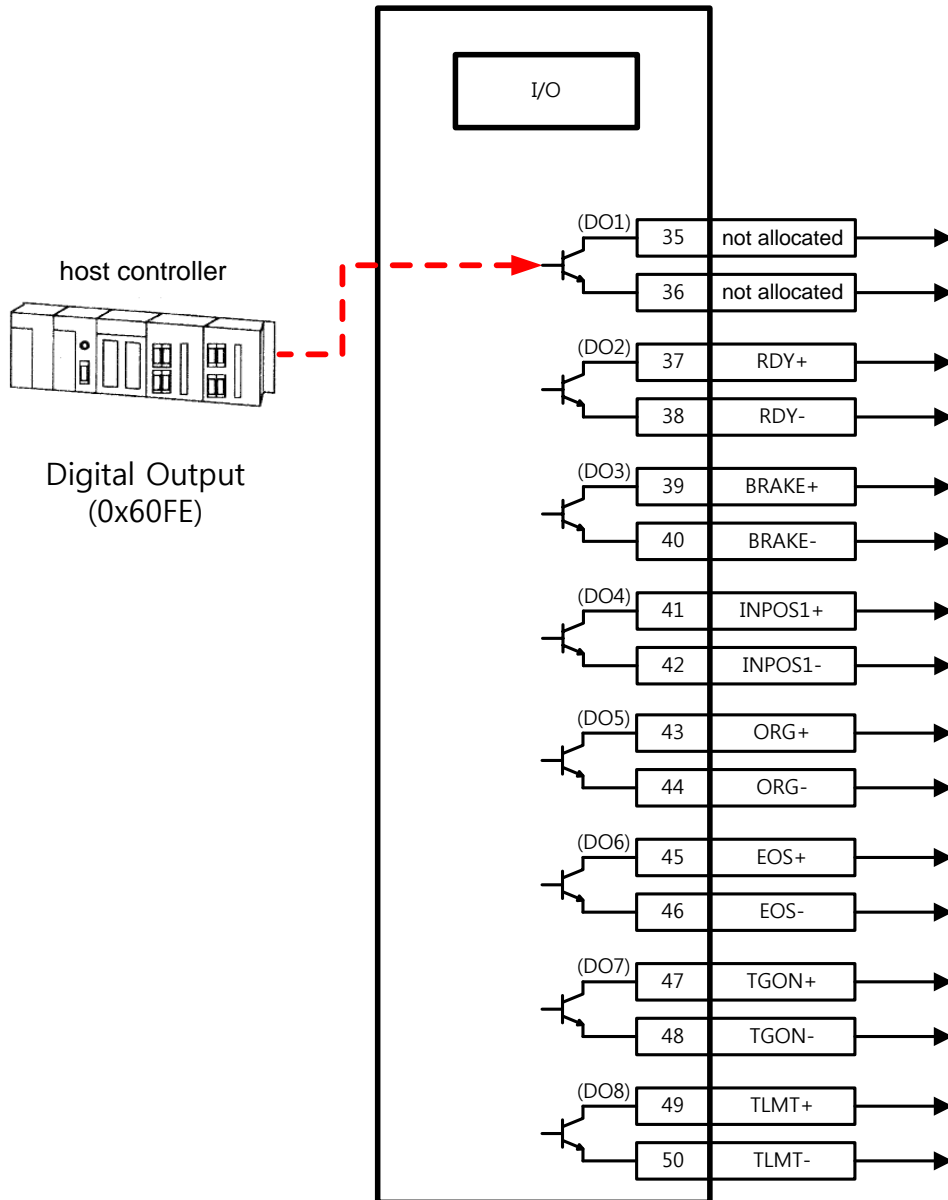 I/O
host controller
Digital Output
(0x60FE)
(DO1) 35 not allocated
36 not allocated
(DO2) 37 RDY+
38 RDY-
(DO3) 39 BRAKE+
40 BRAKE-
(DO4) 41 INPOS1+
42 INPOS1-
(DO5) 43 ORG+
44 ORG-
(DO6) 45 EOS+
46 EOS-
(DO7) 47 TGON+
48 TGON-
(DO8) 49 TLMT+
50 TLMT-